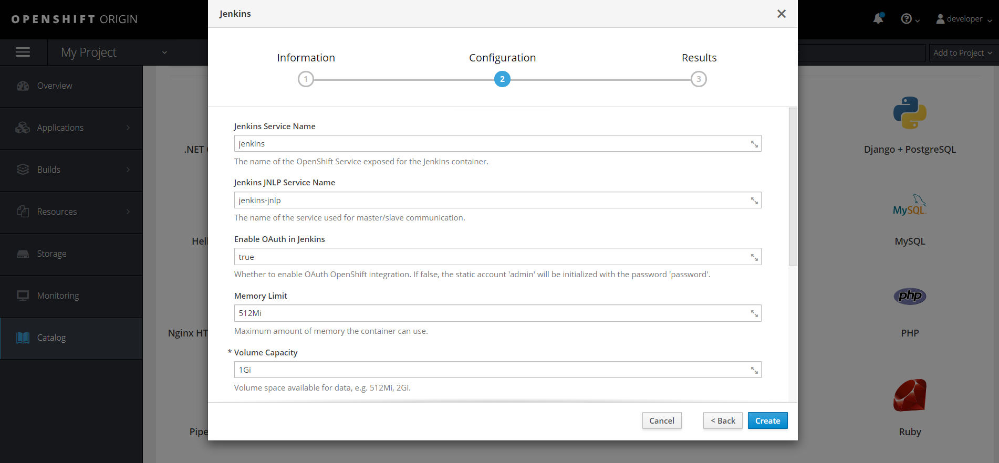 OPENSHIFT ORIGIN
Jenkins
developer
My Project
Add to Project
Information
Configuration
Results
1
2
3
Overview
Applications
Builds
Resources
Storage
Monitoring
Catalog
Jenkins Service Name
jenkins
The name of the OpenShift Service exposed for the Jenkins container.
Jenkins JNLP Service Name
jenkins-jnlp
The name of the service used for master/slave communication.
Enable OAuth in Jenkins
true
Whether to enable OAuth OpenShift integration. If false, the static account 'admin' will be initialized with the password 'password'.
Memory Limit
512Mi
Maximum amount of memory the container can use.
* Volume Capacity
1Gi
Volume space available for data, e.g. 512Mi, 2Gi.
Cancel
< Back
Create
.NET
Nginx HT
Django + PostgreSQL
MySQL
MySQL
php
PHP
Ruby